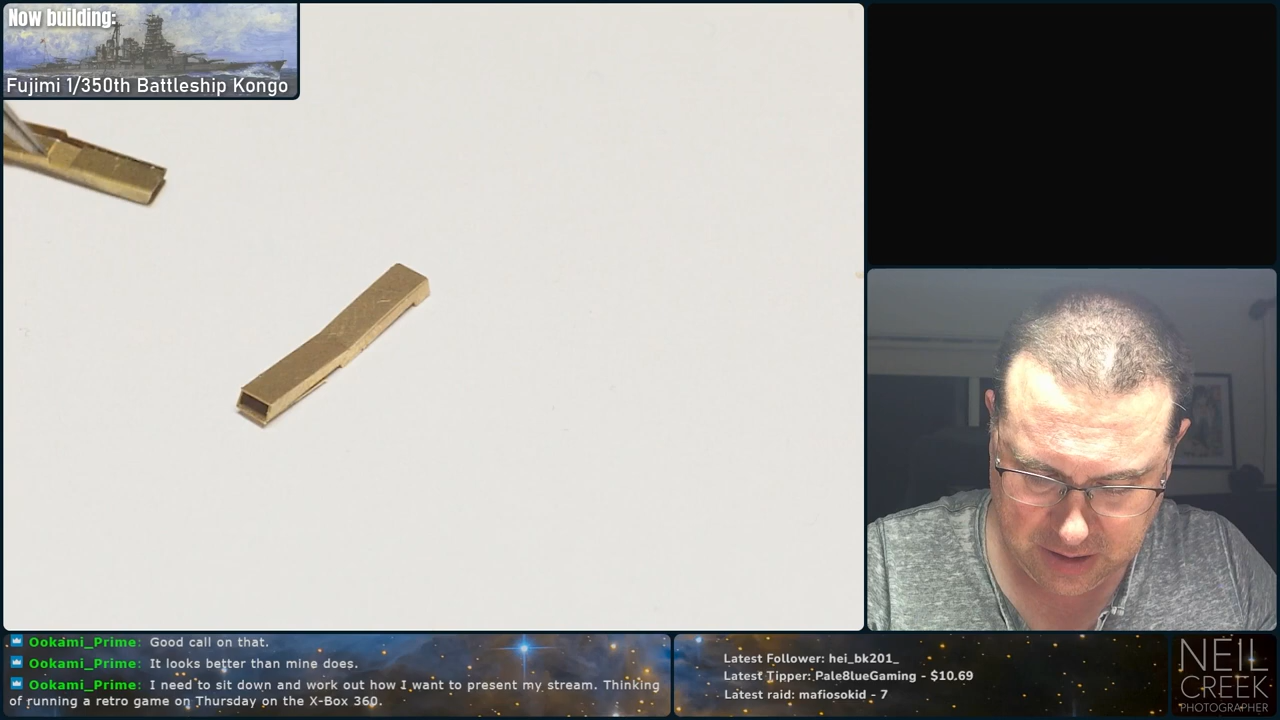 Now building:
Fujimi 1/350th Battleship Kongo
Ookami_Prime: Good call on that.
Ookami_Prime: It looks better than mine does.
Ookami_Prime: I need to sit down and work out how I want to present my stream. Thinking
of running a retro game on Thursday on the X-Box 360.
Latest Follower: hei_bk201_
Latest Tipper: PaleBlueGaming - $10.69
Latest raid: mafiosokid - 7
NEIL
CREEK
PHOTOGRAPHER